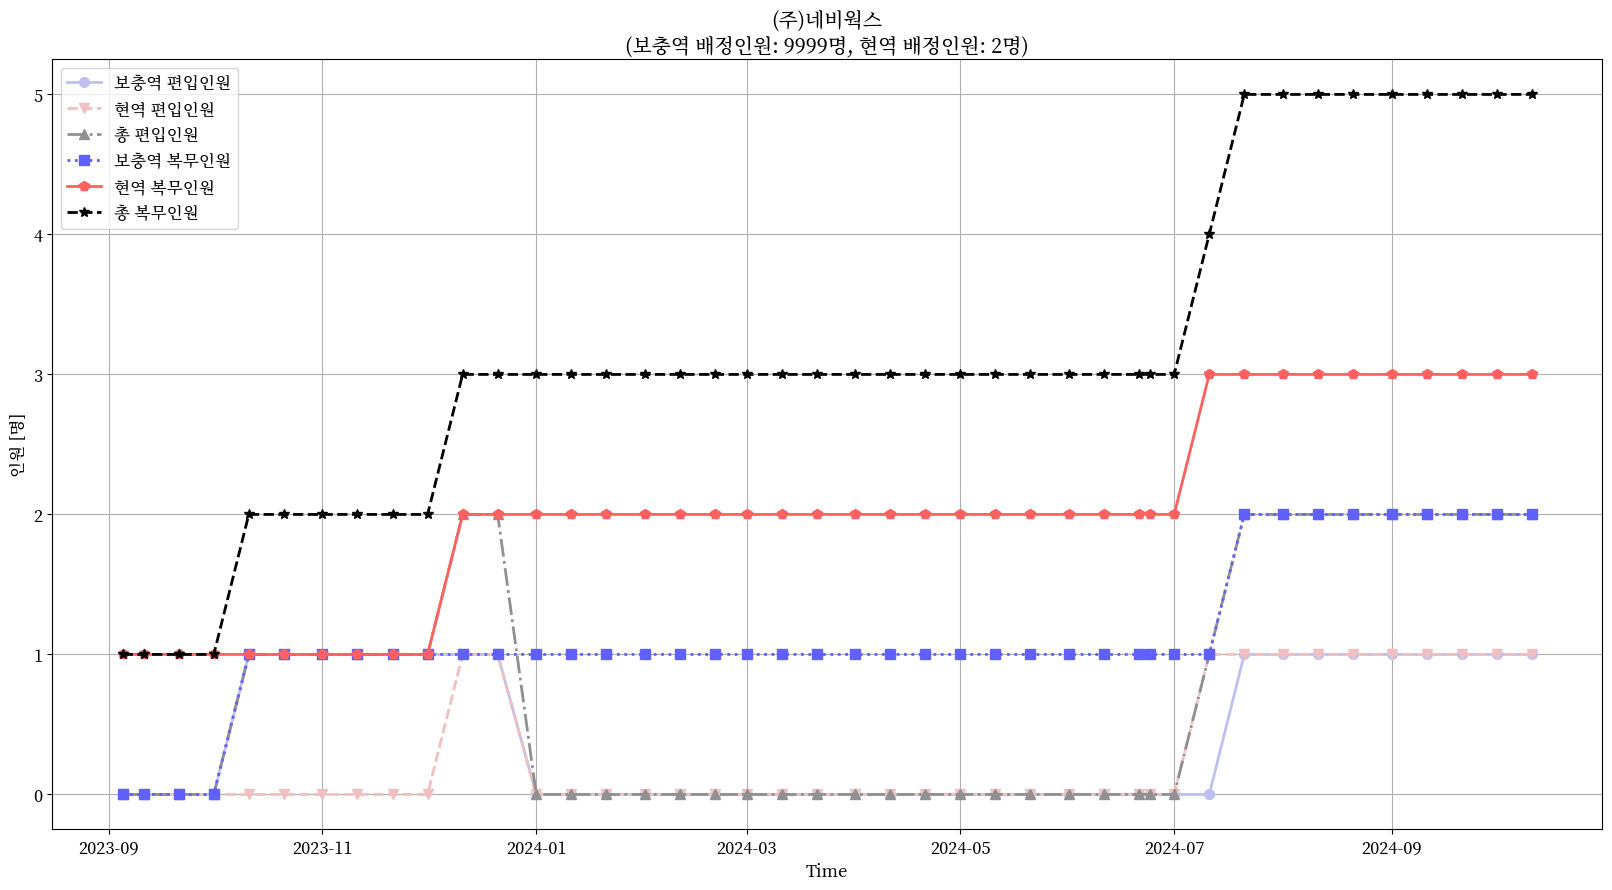 (주)네비웍스
(보충역 배정인원: 9999명, 현역 배정인원: 2명)
보충역 편입인원
현역 편입인원
총 편입인원
보충역 복무인원
현역 복무인원
총 복무인원
인원 [명]
5
4
3
2
1
0
2023-09
2023-11
2024-01
2024-03
2024-05
2024-07
2024-09
Time